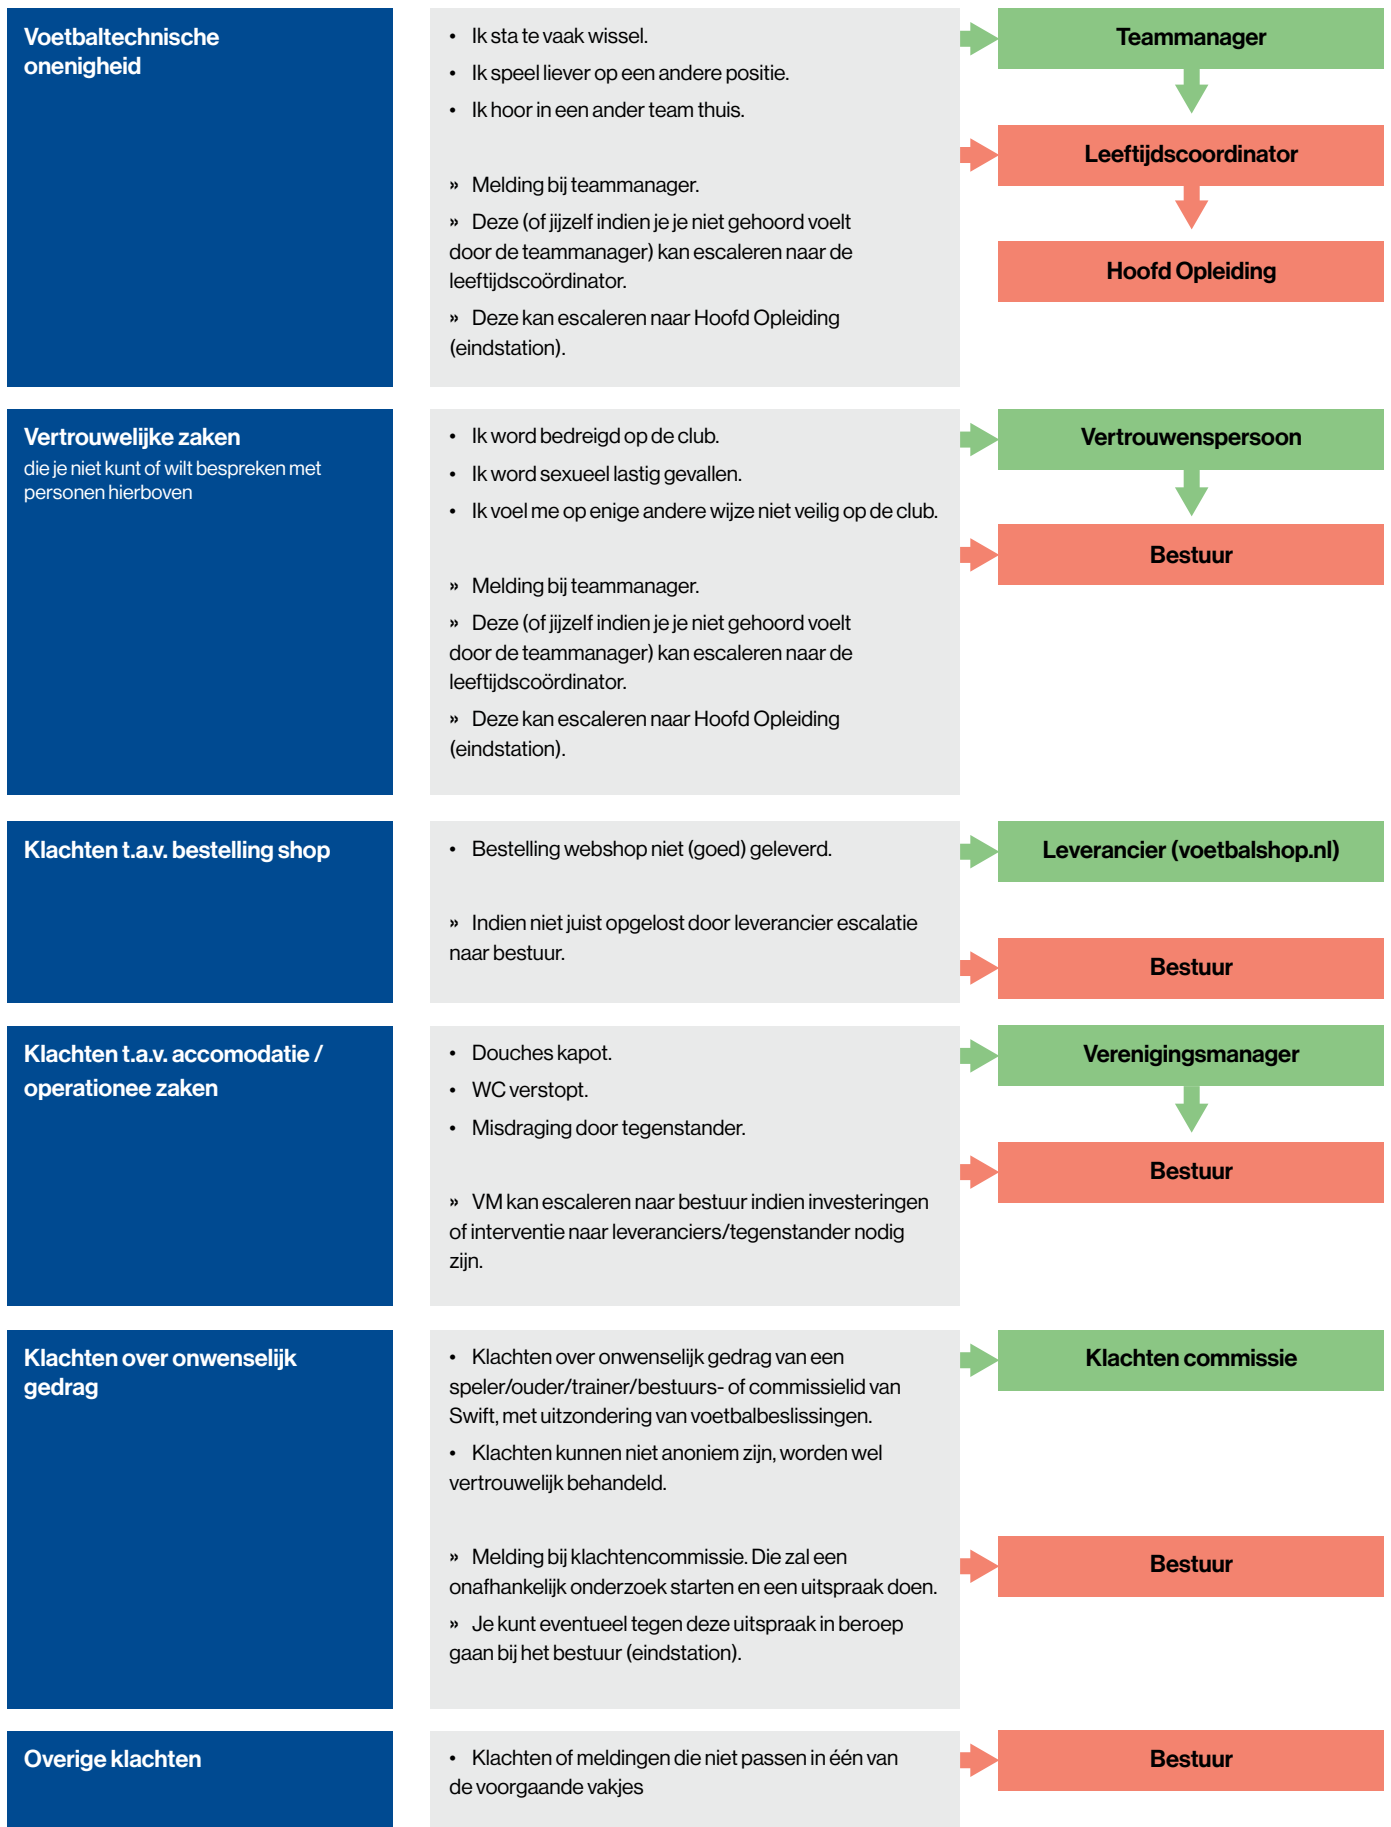 Voetbaltechnische
onenigheid
• Ik sta te vaak wissel.
• Ik speel liever op een andere positie.
• Ik hoor in een ander team thuis.
» Melding bij teammanager.
» Deze (of jijzelf indien je je niet gehoord voelt
door de teammanager) kan escaleren naar de
leeftijdscoördinator.
» Deze kan escaleren naar Hoofd Opleiding
(eindstation).
Teammanager
Leeftijdscoordinator
Hoofd Opleiding
Vertrouwelijke zaken
die je niet kunt of wilt bespreken met
personen hierboven
• Ik word bedreigd op de club.
• Ik word sexueel lastig gevallen.
• Ik voel me op enige andere wijze niet veilig op de club.
» Melding bij teammanager.
» Deze (of jijzelf indien je je niet gehoord voelt
door de teammanager) kan escaleren naar de
leeftijdscoördinator.
» Deze kan escaleren naar Hoofd Opleiding
(eindstation).
Vertrouwenspersoon
Bestuur
Klachten t.a.v. bestelling shop
• Bestelling webshop niet (goed) geleverd.
» Indien niet juist opgelost door leverancier escalatie
naar bestuur.
Leverancier (voetbalshop.nl)
Bestuur
Klachten t.a.v. accomodatie /
operationee zaken
• Douches kapot.
• WC verstopt.
• Misdraging door tegenstander.
» VM kan escaleren naar bestuur indien investeringen
of interventie naar leveranciers/tegenstander nodig
zijn.
Verenigingsmanager
Bestuur
Klachten over onwenselijk
gedrag
• Klachten over onwenselijk gedrag van een
speler/ouder/trainer/bestuurs- of commissielid van
Swift, met uitzondering van voetbalbeslissingen.
• Klachten kunnen niet anoniem zijn, worden wel
vertrouwelijk behandeld.
» Melding bij klachtencommissie. Die zal een
onafhankelijk onderzoek starten en een uitspraak doen.
» Je kunt eventueel tegen deze uitspraak in beroep
gaan bij het bestuur (eindstation).
Klachten commissie
Bestuur
Overige klachten
• Klachten of meldingen die niet passen in één van
de voorgaande vakjes
Bestuur